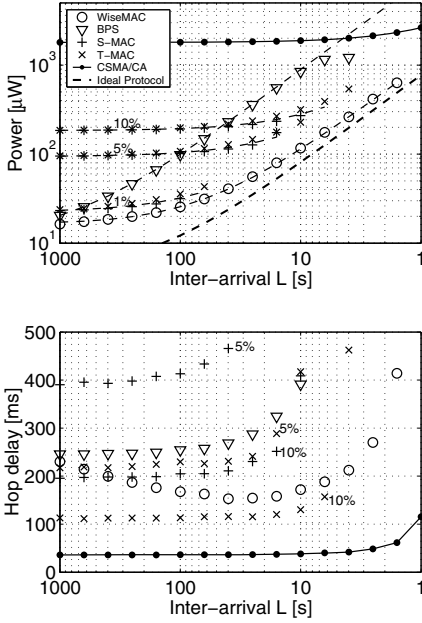 WiseMAC
BPS
S−MAC
T−MAC
CSMA/CA
Ideal Protocol
10%
5%
1%
10³
10²
10¹
Power [μW]
1000
100
10
1
Inter−arrival L [s]
500
400
300
200
100
0
Hop delay [ms]
5%
5%
10%
10%
1000
100
10
1
Inter−arrival L [s]